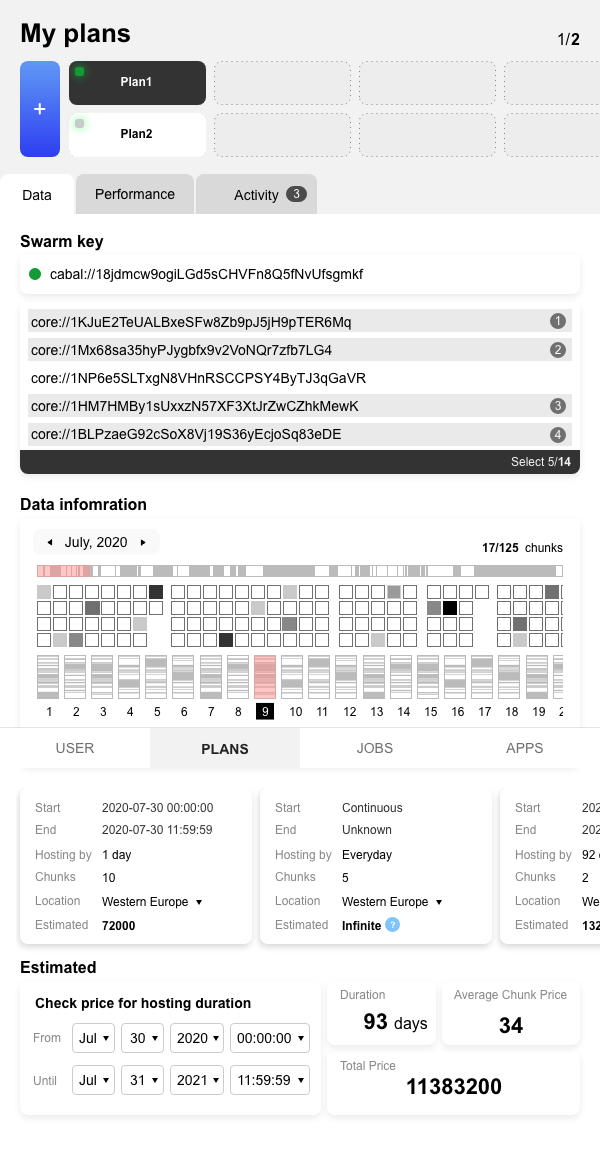 My plans
1/2
+
Plan1
Plan2
Data
Performance
Activity 3
Swarm key
cabal://18jdmcw9ogiLGd5sCHVFn8Q5fNvUfsgmkf
core://1KJuE2TeUALBxeSFw8Zb9pJ5jH9pTER6Mq 1
core://1Mx68sa35hyPJygbfx9v2VoNQr7zfb7LG4 2
core://1NP6e5SLTxgN8VHnRSCCPSY4ByTJ3qGaVR
core://1HM7HMBy1sUxxzN57XF3XtJrZwCZhkMewK 3
core://1BLPzaeG92cSoX8Vj19S36yEcjoSq83eDE 4
Select 5/14
Data infomration
July, 2020
17/125 chunks
1 2 3 4 5 6 7 8 9 10 11 12 13 14 15 16 17 18 19 2
USER PLANS JOBS APPS
Start 2020-07-30 00:00:00
End 2020-07-30 11:59:59
Hosting by 1 day
Chunks 10
Location Western Europe
Estimated 72000
Start Continuous
End Unknown
Hosting by Everyday
Chunks 5
Location Western Europe
Estimated Infinite ?
Start 202
End 202
Hosting by 92
Chunks 2
Location We
Estimated 132
Estimated
Check price for hosting duration
From Jul 30 2020 00:00:00
Until Jul 31 2021 11:59:59
Duration
93 days
Average Chunk Price
34
Total Price
11383200